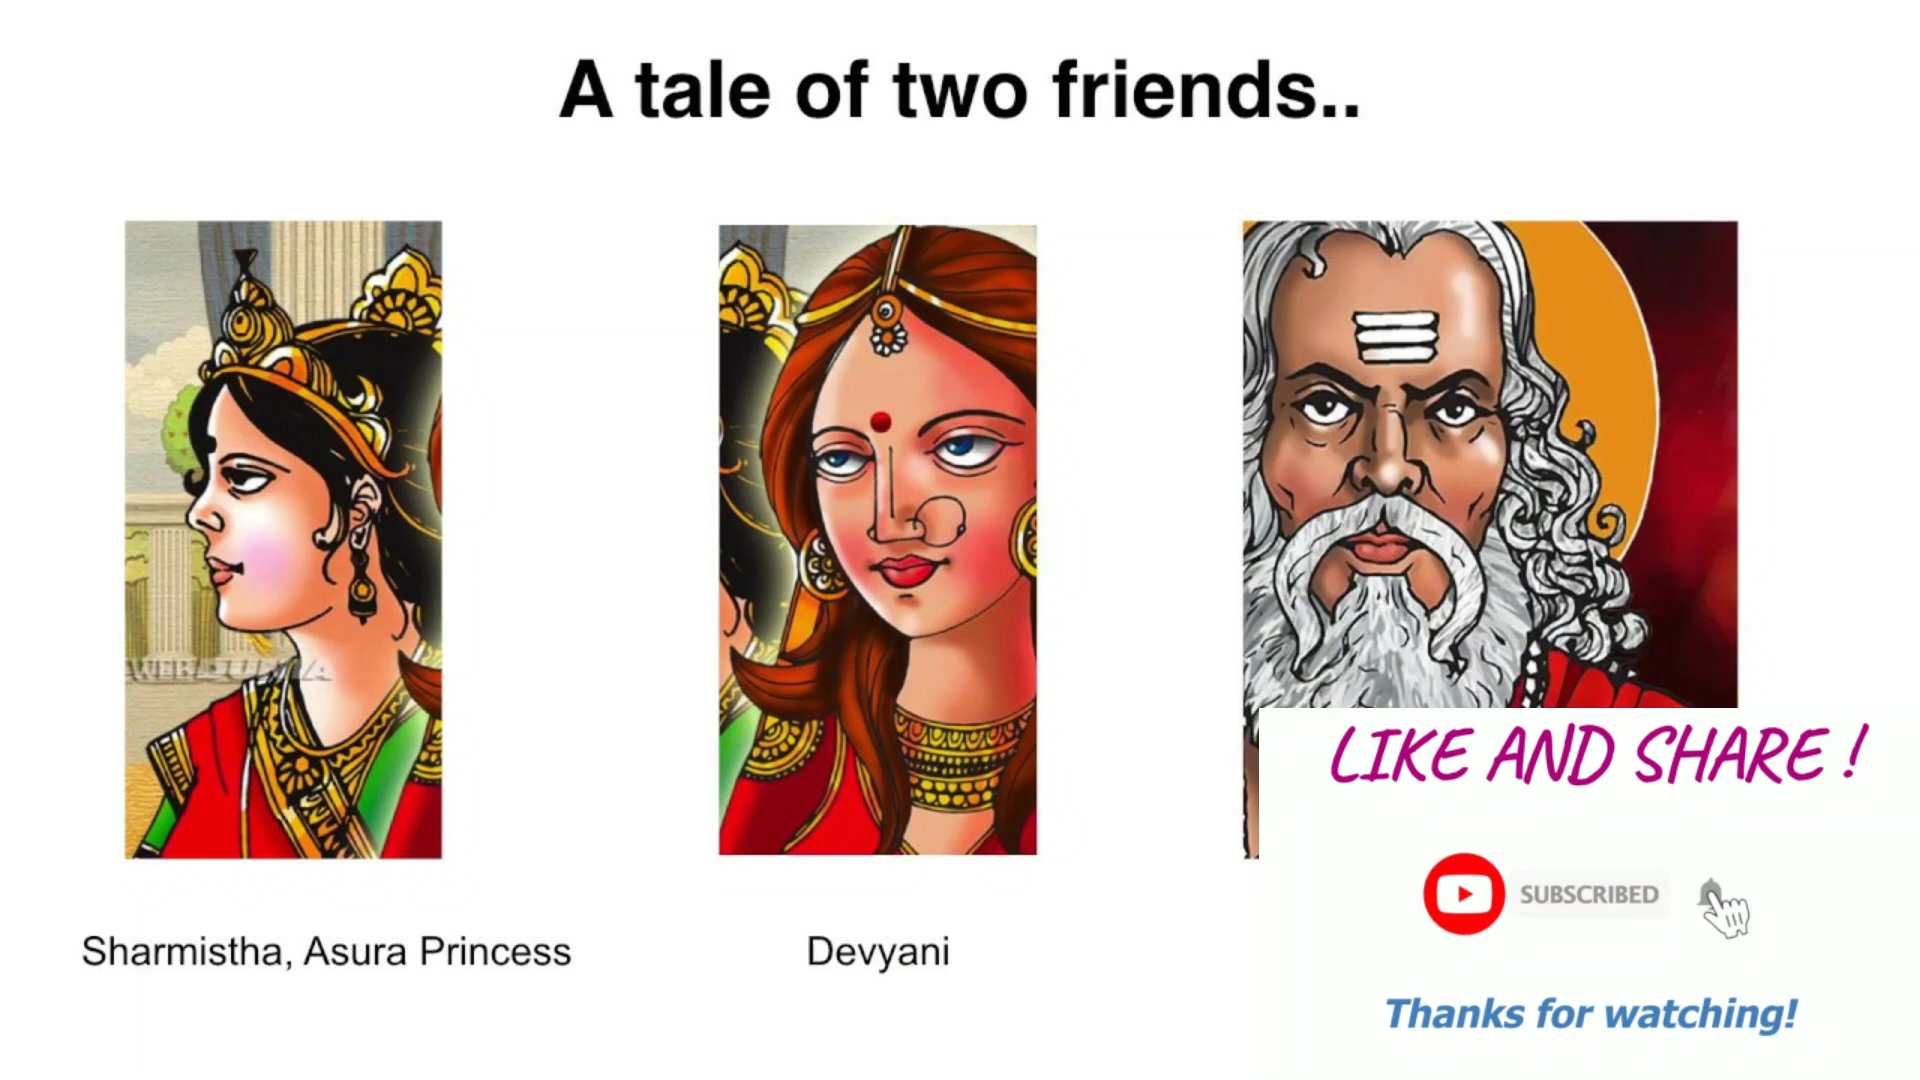 A tale of two friends..
LIKE AND SHARE !
SUBSCRIBED
Sharmistha, Asura Princess
Devyani
Thanks for watching!